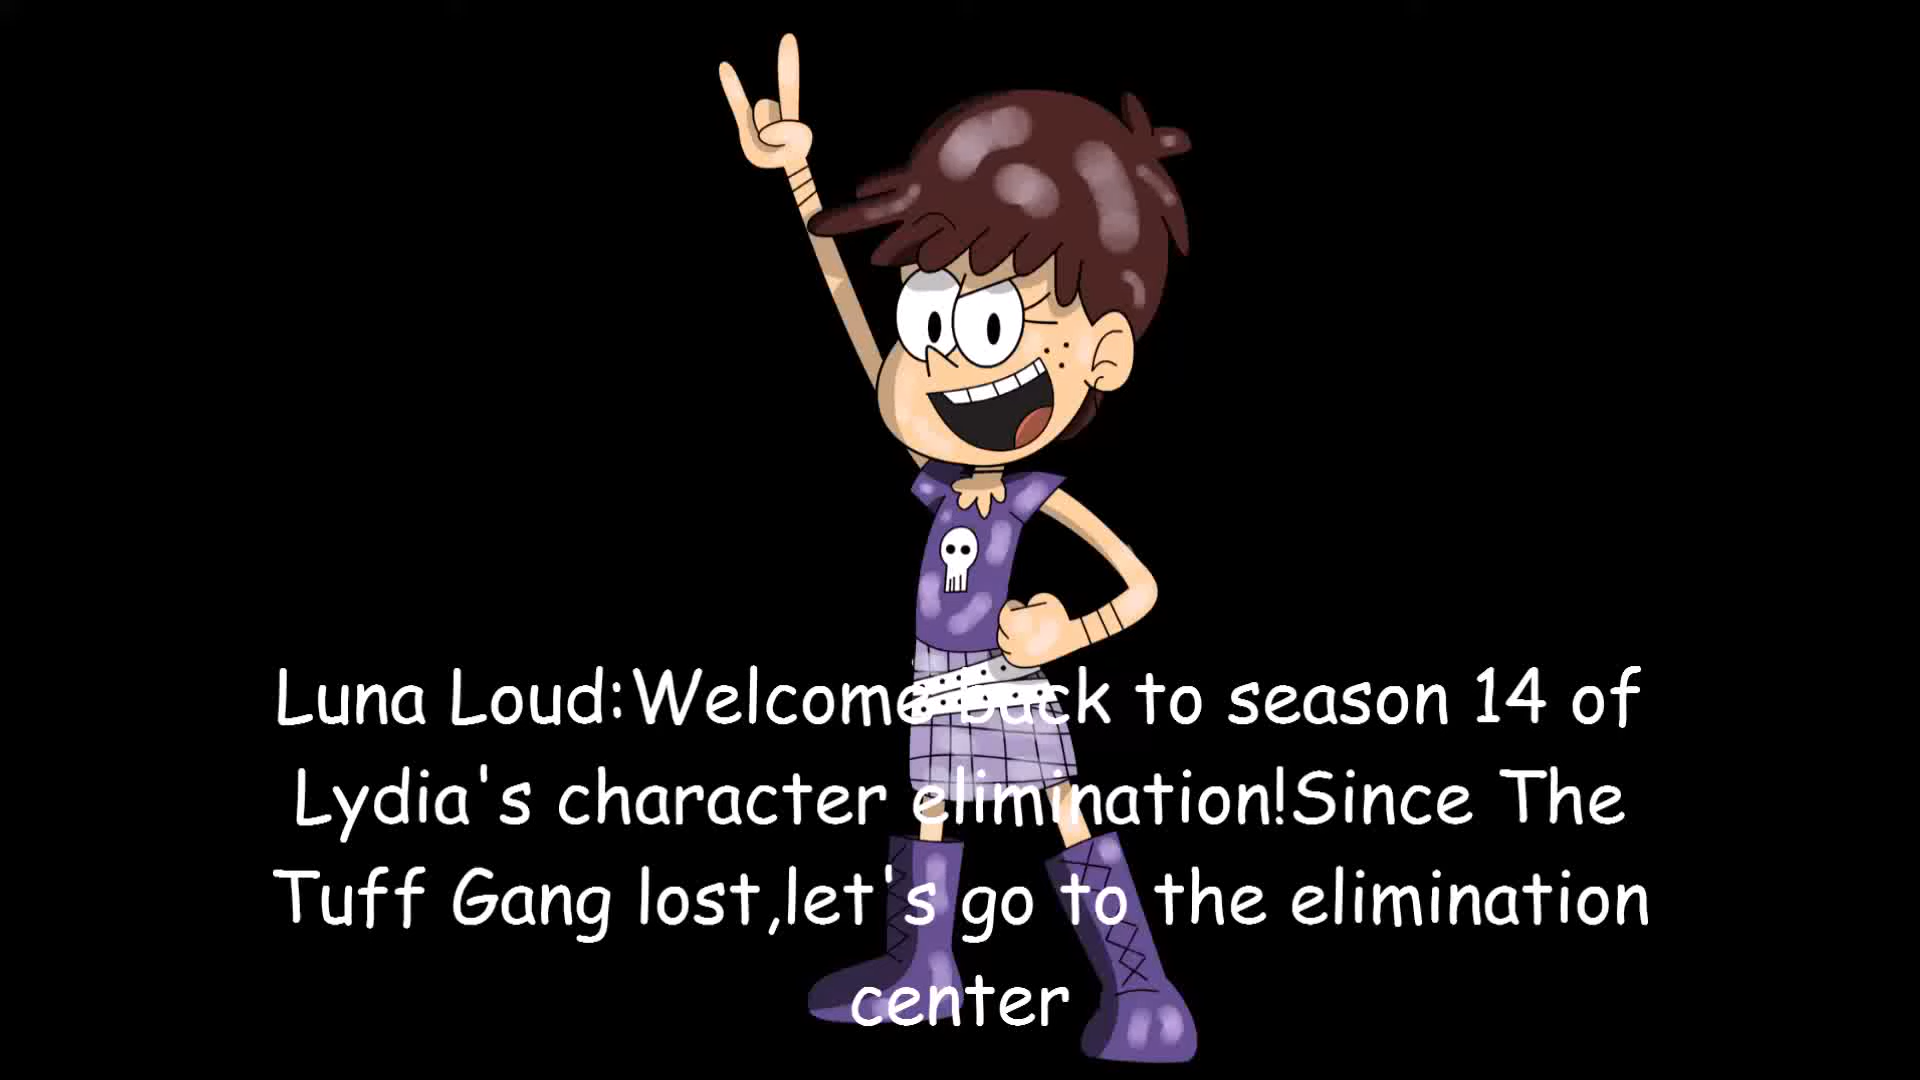 Luna Loud:Welcome back to season 14 of
Lydia's character elimination!Since The
Tuff Gang lost,let's go to the elimination
center